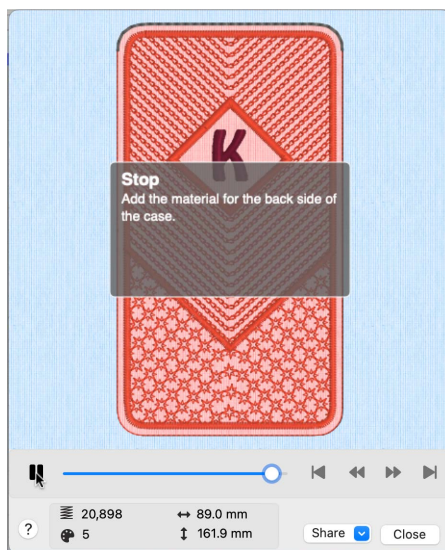 K
Stop
Add the material for the back side of
the case.
20,898
89.0 mm
5
161.9 mm
?
Share
Close